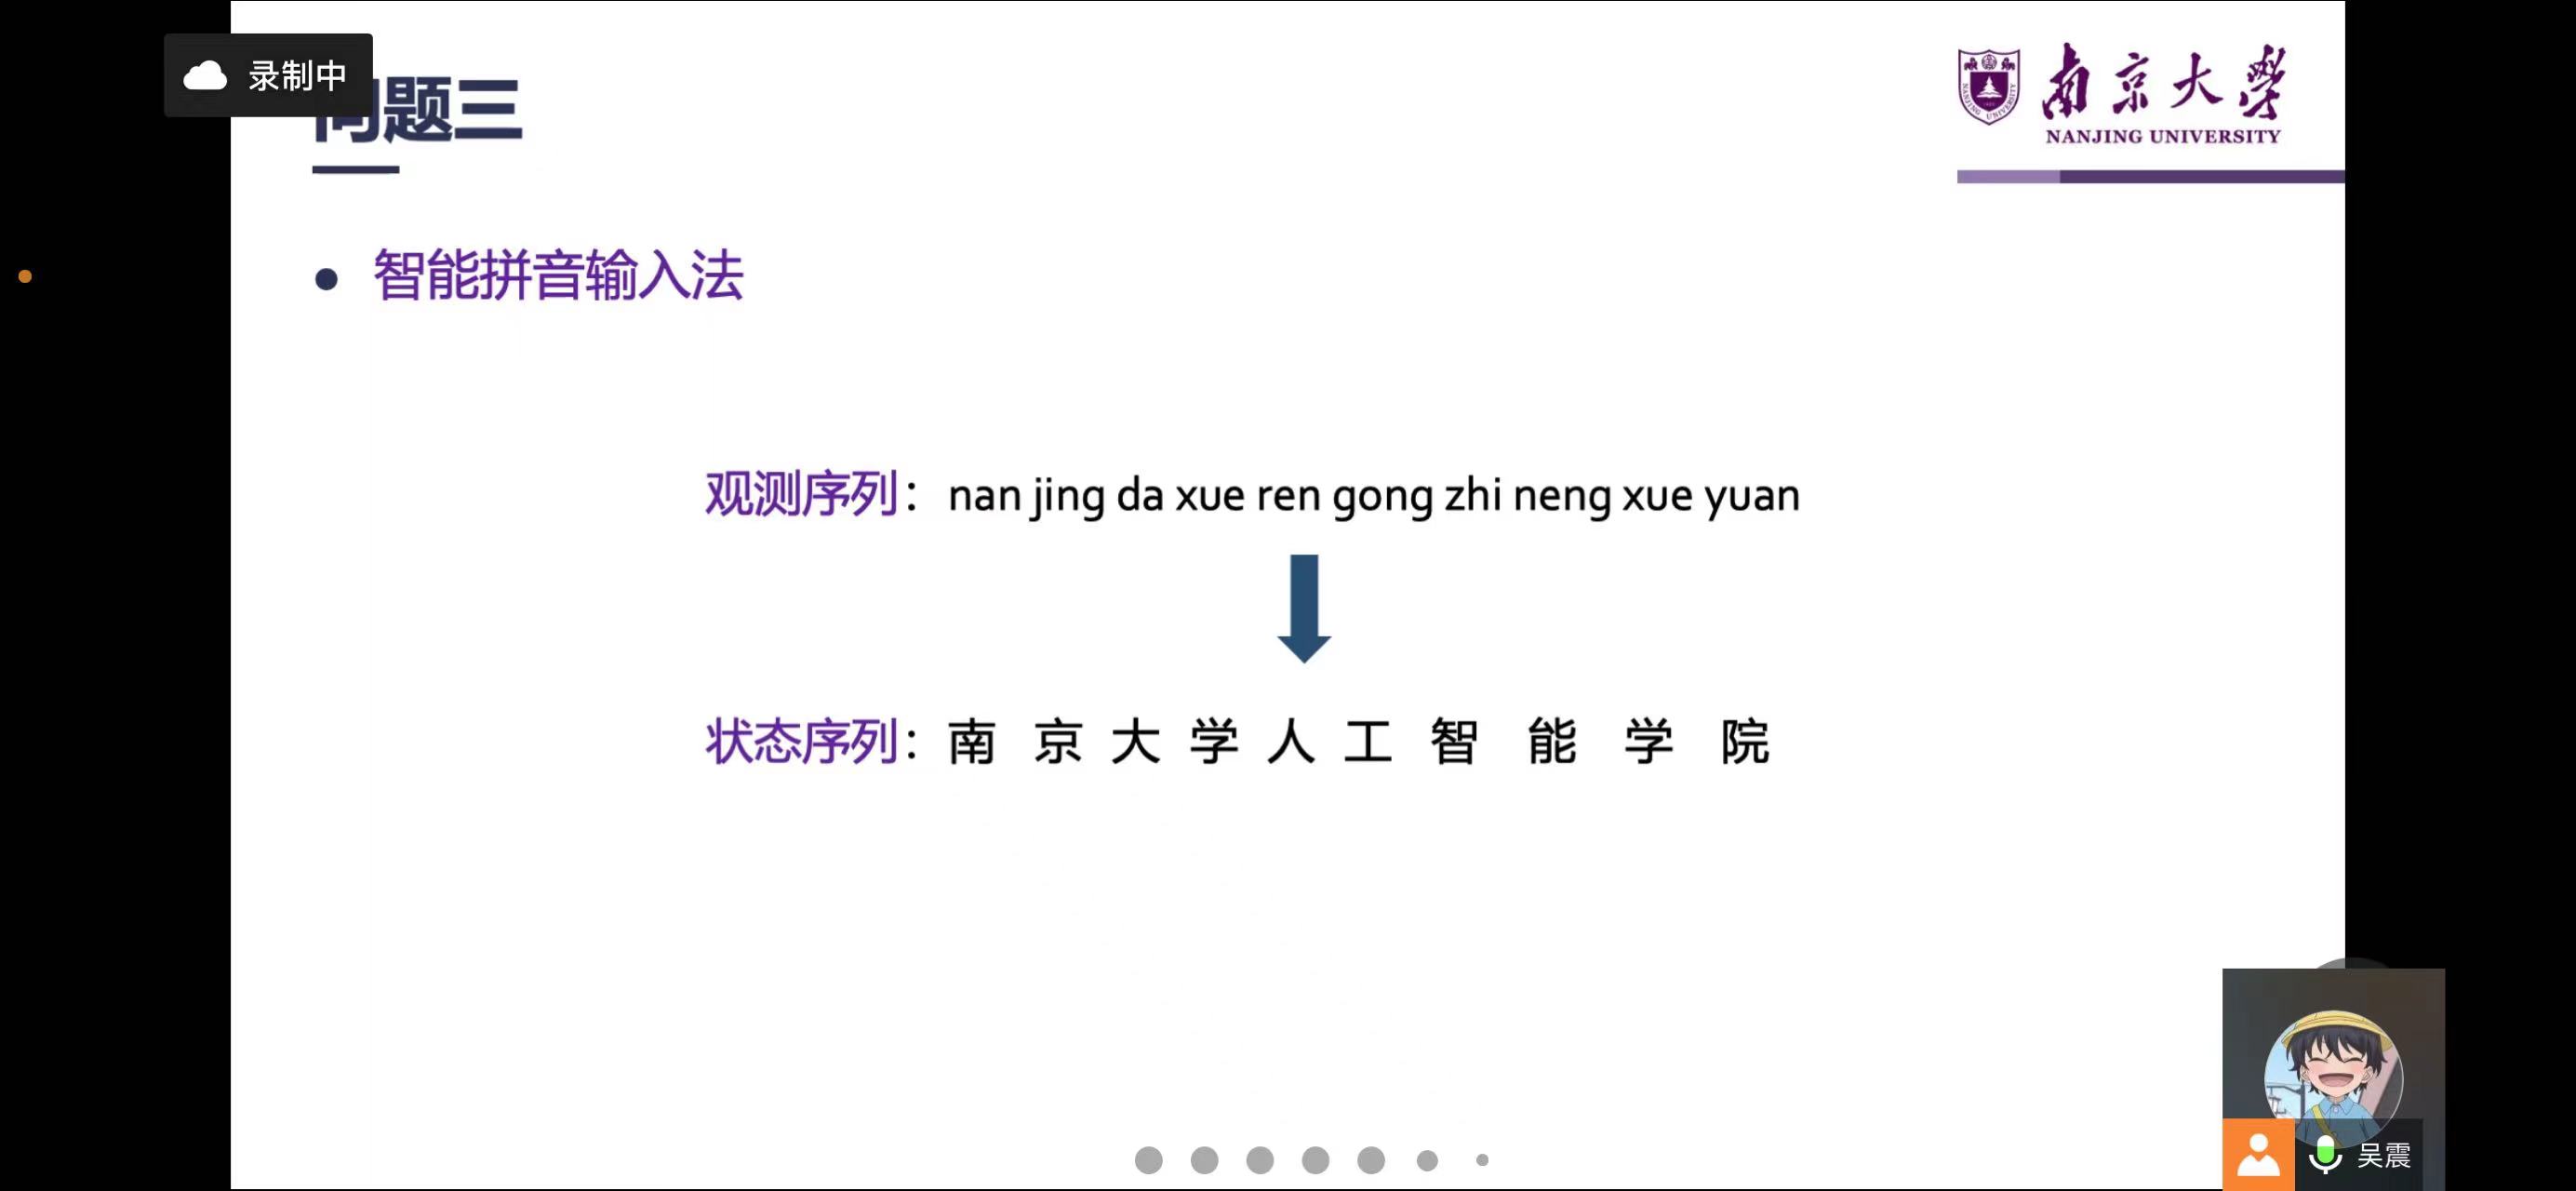 录制中
问题三
南京大学
NANJING UNIVERSITY
智能拼音输入法
观测序列：nan jing da xue ren gong zhi neng xue yuan
状态序列：南 京 大 学 人 工 智 能 学 院
吴震